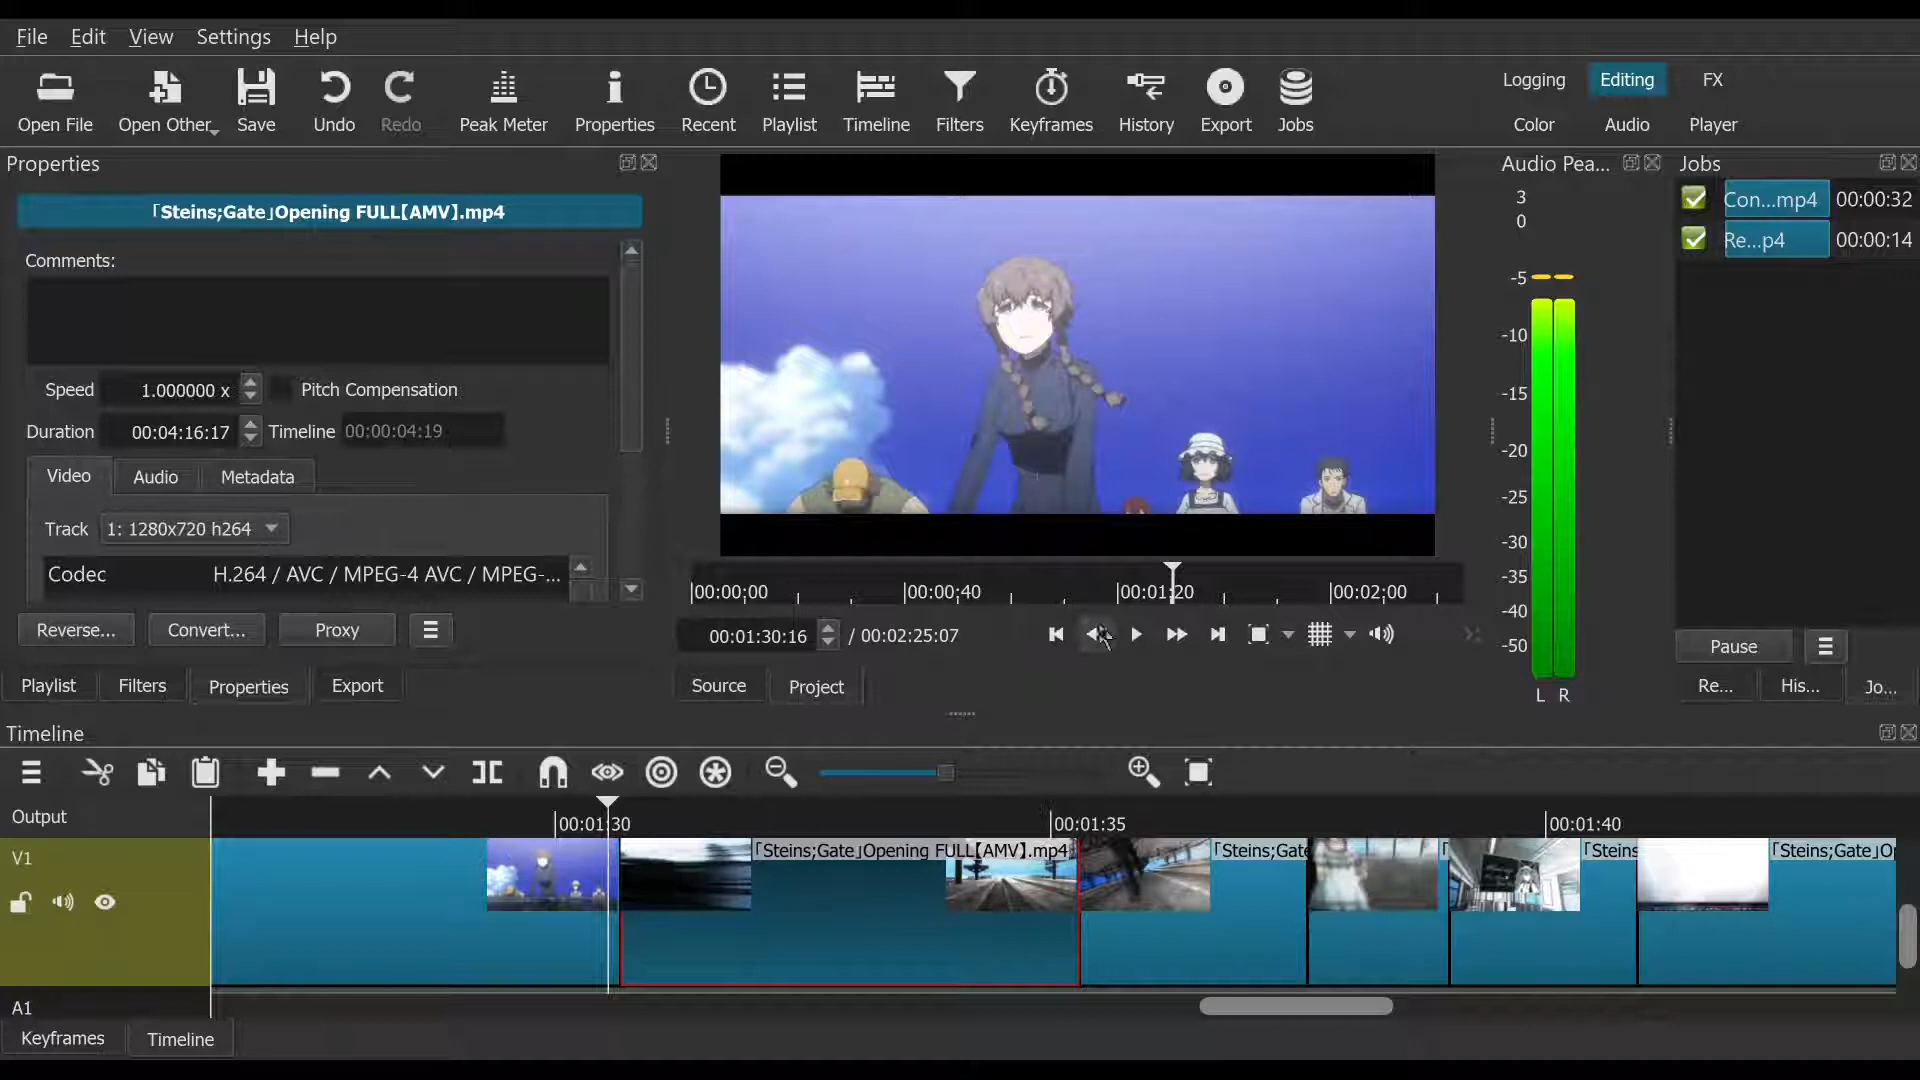 File Edit View Settings Help
Open File Open Other... Save Undo Redo Peak Meter Properties Recent Playlist Timeline Filters Keyframes History Export Jobs
Logging Editing FX
Color Audio Player
Properties
「Steins;Gate」Opening FULL【AMV】.mp4
Comments:
Speed 1.000000 x Pitch Compensation
Duration 00:04:16:17 Timeline 00:00:04:19
Video Audio Metadata
Track 1: 1280x720 h264
Codec H.264 / AVC / MPEG-4 AVC / MPEG-...
Reverse... Convert... Proxy
Playlist Filters Properties Export
00:00:00 00:00:40 00:01:20 00:02:00
00:01:30:16 / 00:02:25:07
Source Project
Audio Pea...
3
0
-5
-10
-15
-20
-25
-30
-35
-40
-50
L R
Jobs
Con...mp4 00:00:32
Re...p4 00:00:14
Pause
Re... His... Jo...
Timeline
Output
00:01:30 00:01:35 00:01:40
V1
「Steins;Gate」Opening FULL【AMV】.mp4 「Steins;Gate 「Steins 「Steins;Gate」O
A1
Keyframes Timeline